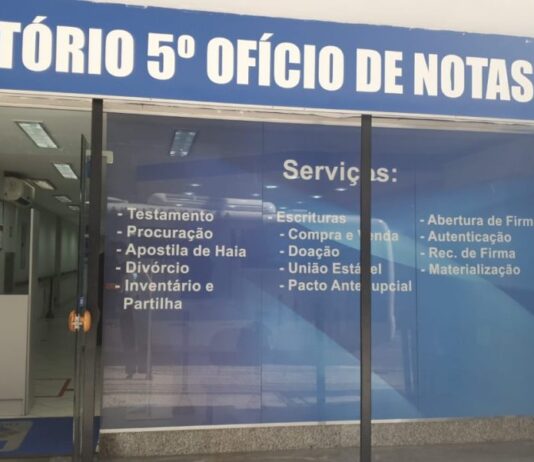 TÓRIO 5º OFÍCIO DE NOTAS
Serviços:
- Testamento
- Procuração
- Apostila de Haia
- Divórcio
- Inventário e
Partilha
- Escrituras
- Compra e Venda
- Doação
- União Estável
- Pacto Antenupcial
- Abertura de Firm
- Autenticação
- Rec. de Firma
- Materialização